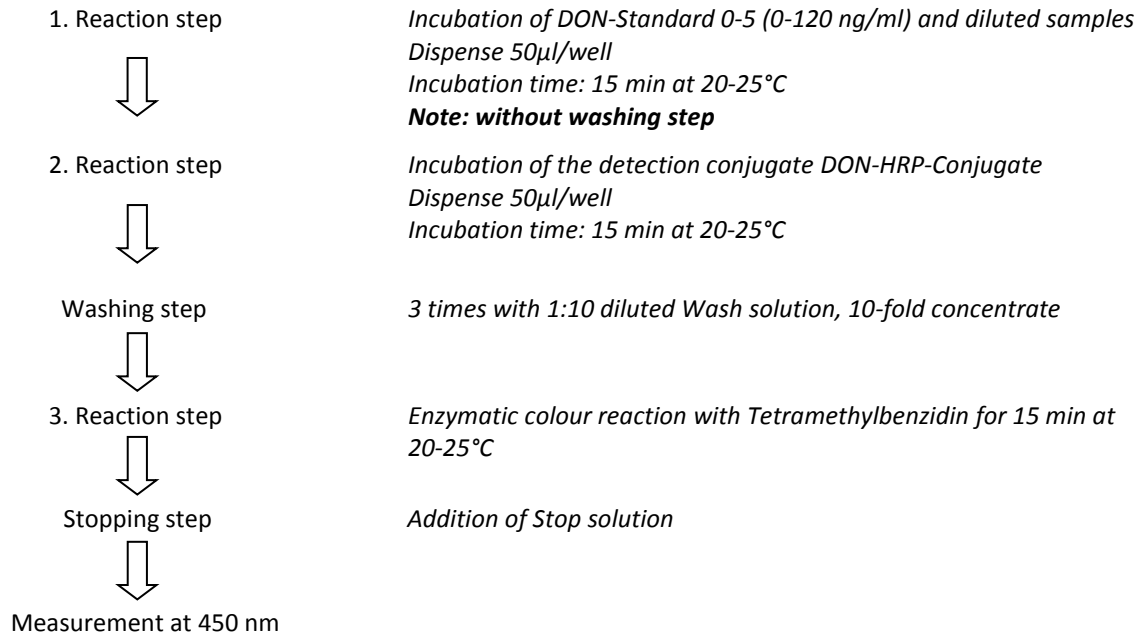 1. Reaction step
Incubation of DON-Standard 0-5 (0-120 ng/ml) and diluted samples
Dispense 50µl/well
Incubation time: 15 min at 20-25°C
Note: without washing step
2. Reaction step
Incubation of the detection conjugate DON-HRP-Conjugate
Dispense 50µl/well
Incubation time: 15 min at 20-25°C
Washing step
3 times with 1:10 diluted Wash solution, 10-fold concentrate
3. Reaction step
Enzymatic colour reaction with Tetramethylbenzidin for 15 min at
20-25°C
Stopping step
Addition of Stop solution
Measurement at 450 nm